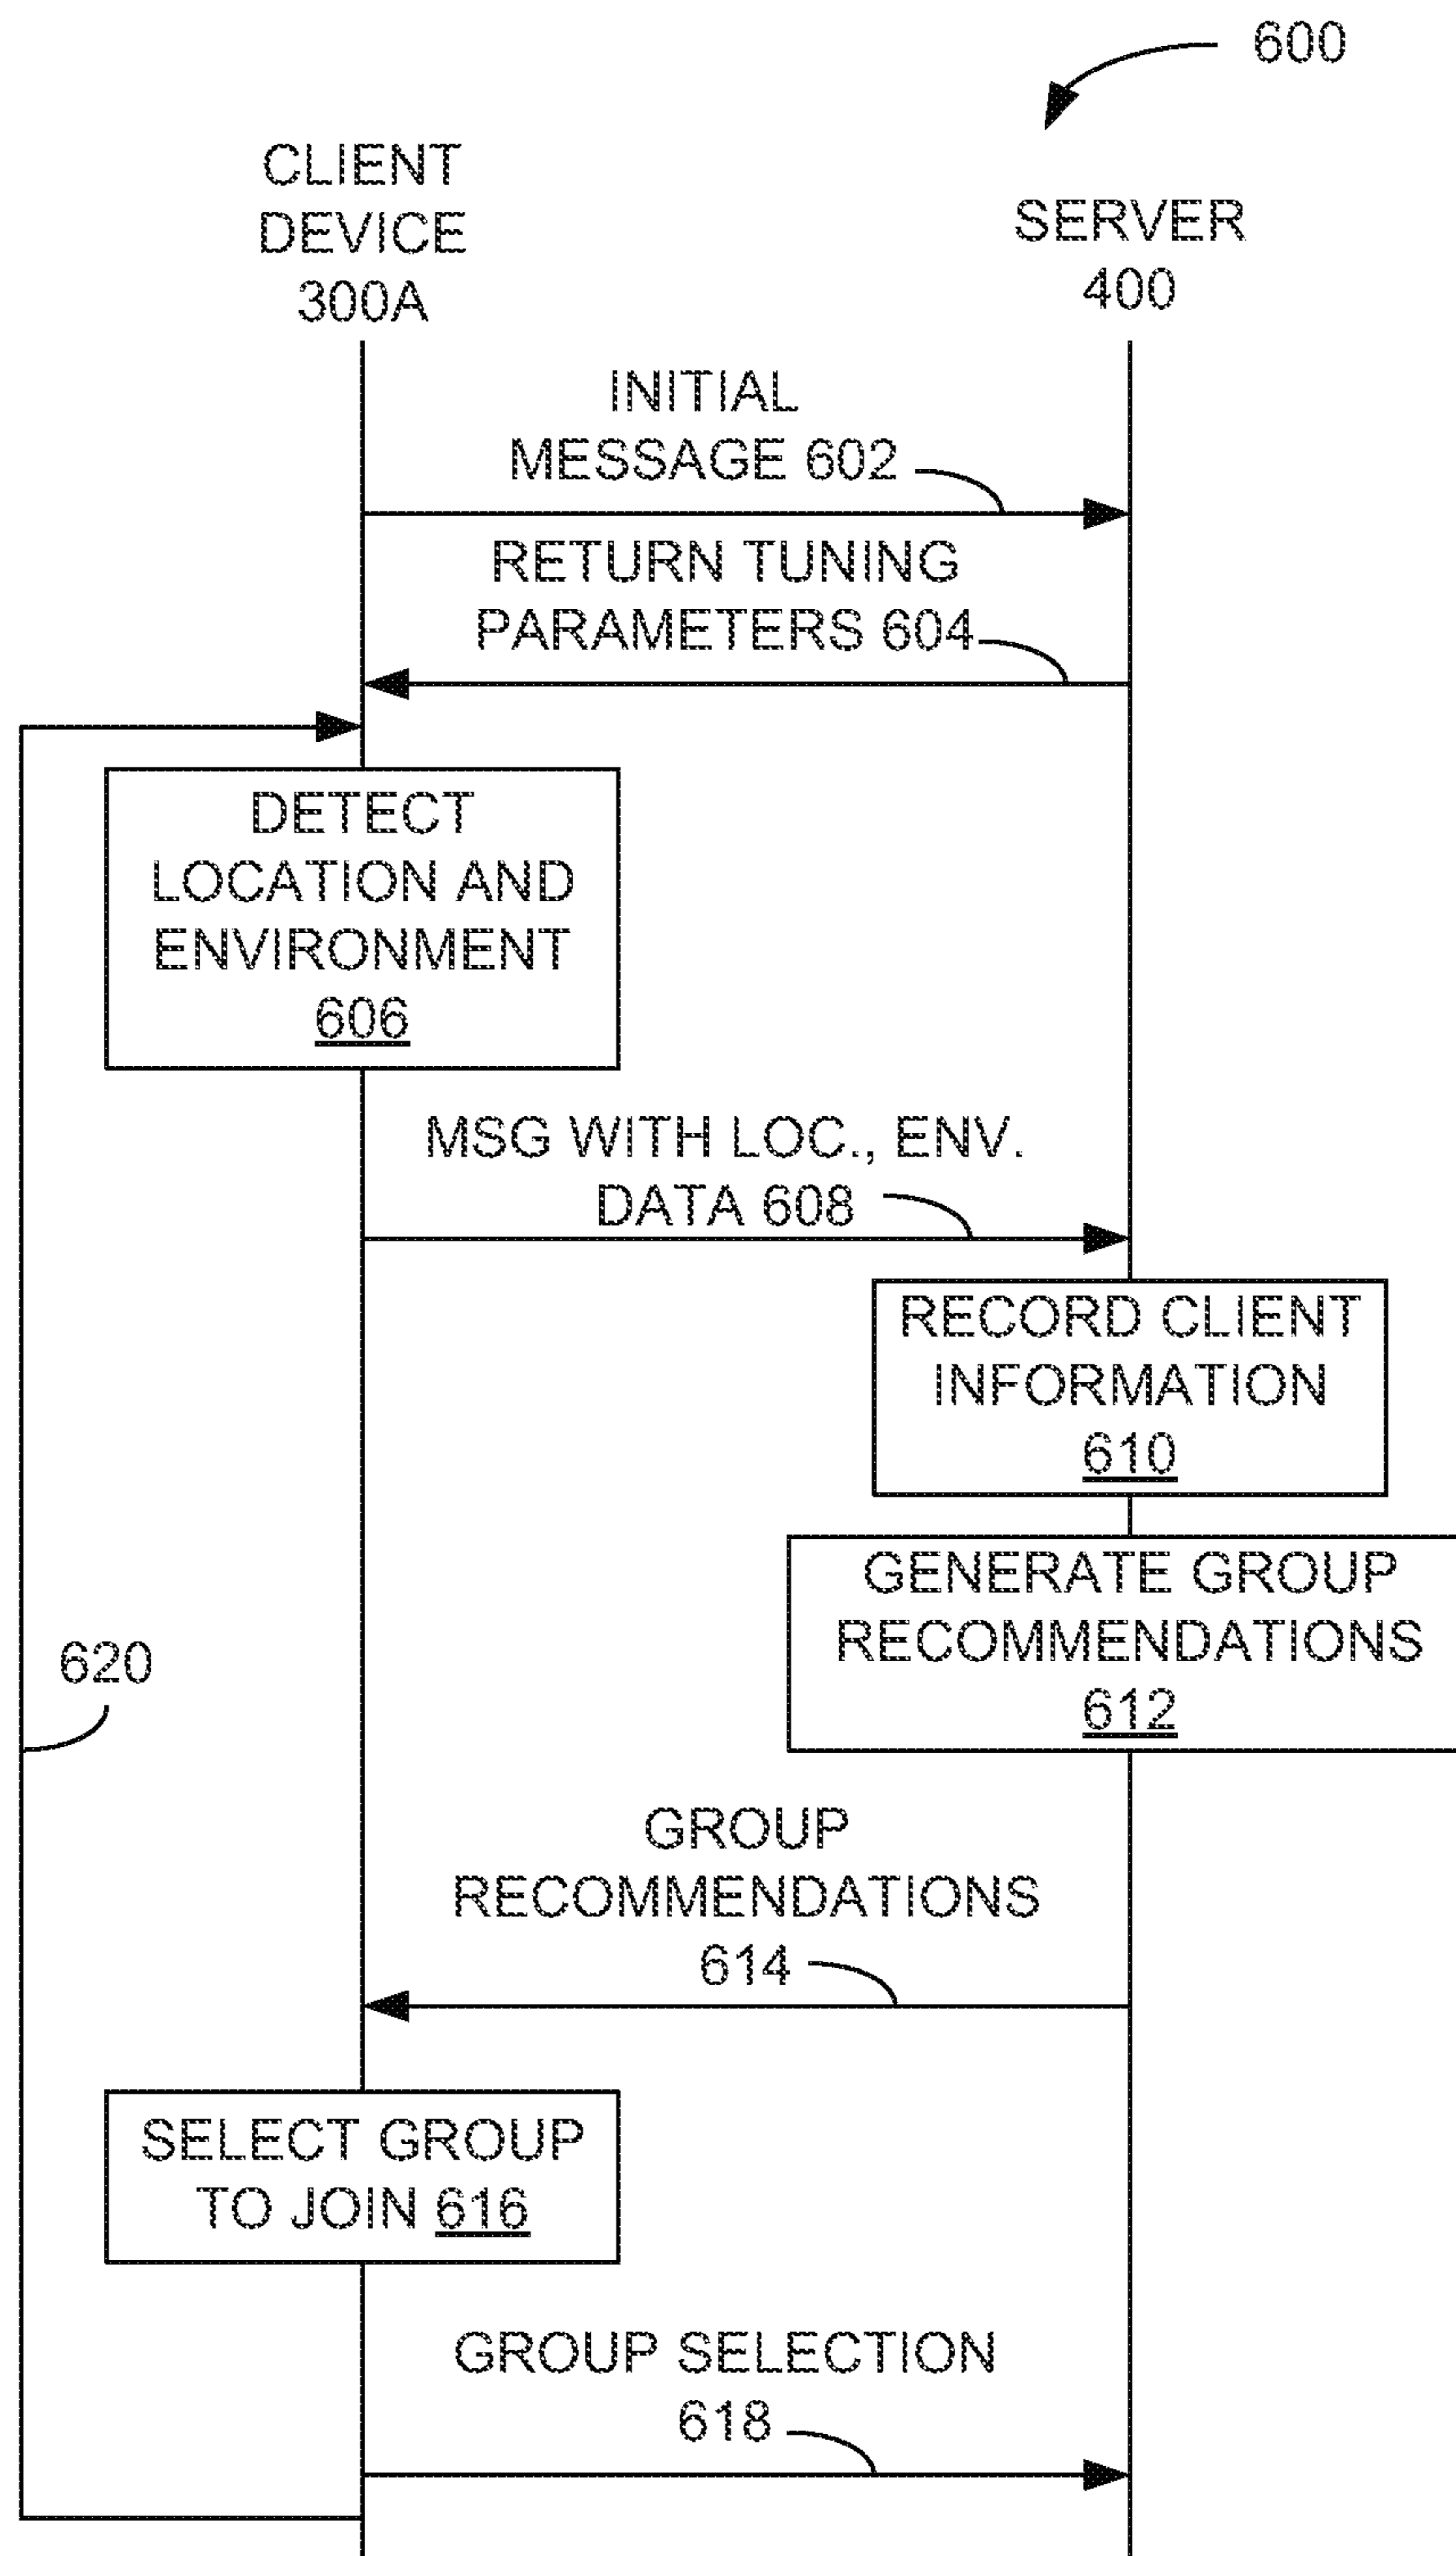 600
CLIENT
DEVICE
300A
SERVER
400
INITIAL
MESSAGE 602
RETURN TUNING
PARAMETERS 604
DETECT
LOCATION AND
ENVIRONMENT
606
MSG WITH LOC., ENV.
DATA 608
RECORD CLIENT
INFORMATION
610
GENERATE GROUP
RECOMMENDATIONS
612
620
GROUP
RECOMMENDATIONS
614
SELECT GROUP
TO JOIN 616
GROUP SELECTION
618